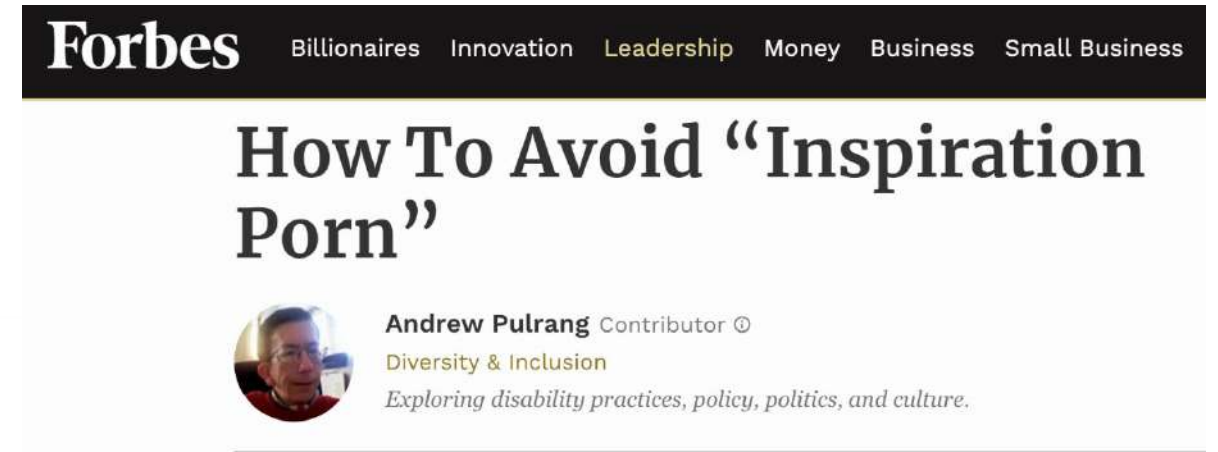 Forbes Billionaires Innovation Leadership Money Business Small Business
How To Avoid “Inspiration
Porn”
Andrew Pulrang Contributor ⓘ
Diversity & Inclusion
Exploring disability practices, policy, politics, and culture.